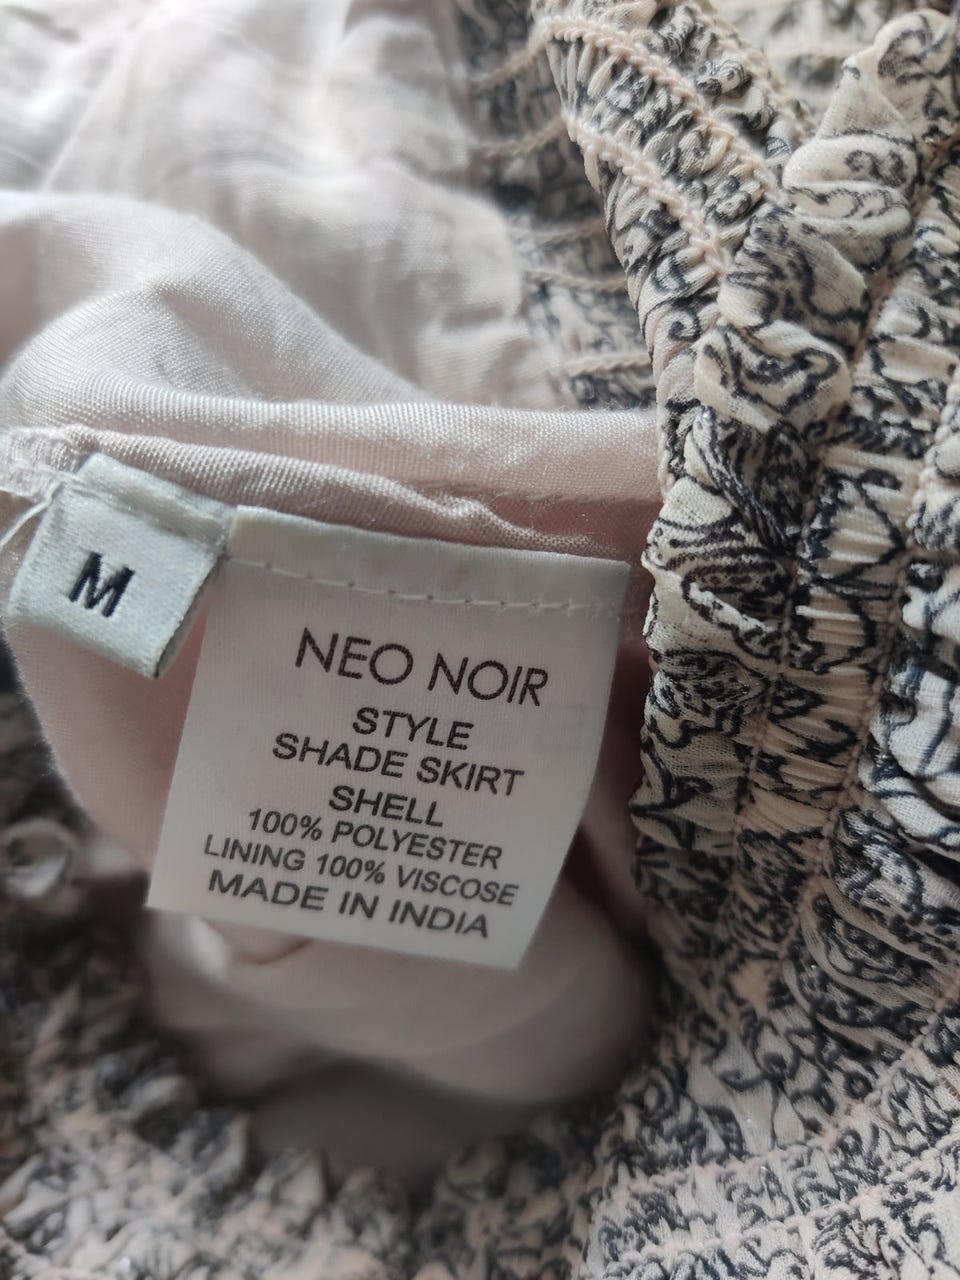 M
NEO NOIR
STYLE
SHADE SKIRT
SHELL
100% POLYESTER
LINING 100% VISCOSE
MADE IN INDIA